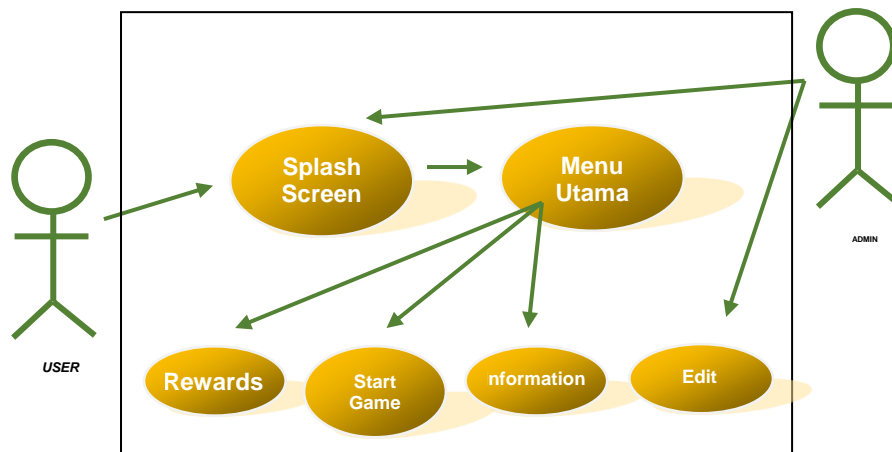 Splash
Screen
Menu
Utama
ADMIN
USER
Rewards
Start
Game
nformation
Edit